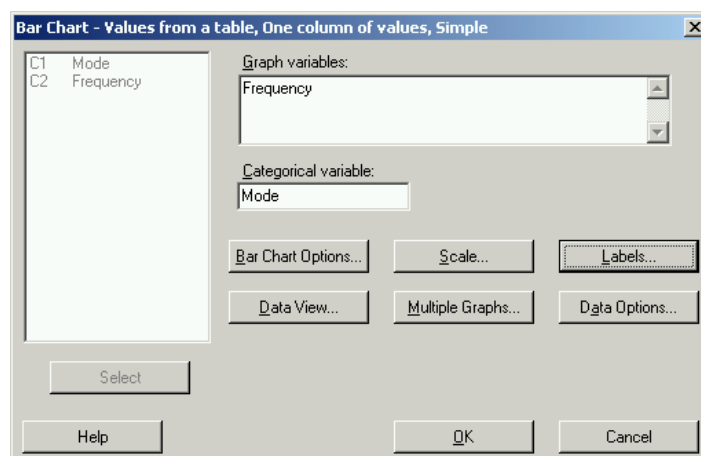 Bar Chart - Values from a table, One column of values, Simple
C1 Mode
C2 Frequency
Graph variables:
Frequency
Categorical variable:
Mode
Bar Chart Options... Scale... Labels...
Data View... Multiple Graphs... Data Options...
Select
Help OK Cancel